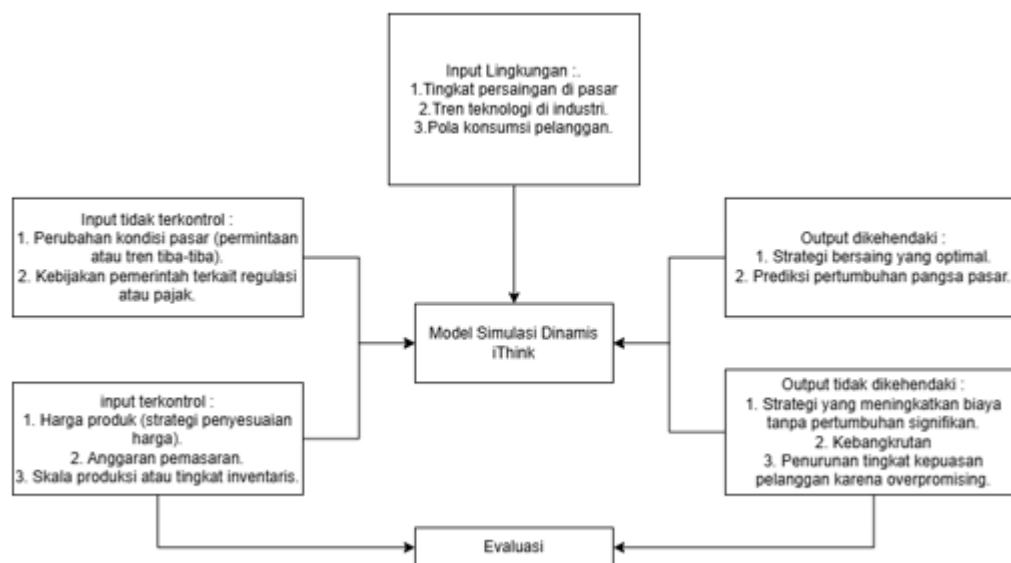 Input Lingkungan :.
1.Tingkat persaingan di pasar
2.Tren teknologi di industri.
3.Pola konsumsi pelanggan.
Input tidak terkontrol :
1. Perubahan kondisi pasar (permintaan
atau tren tiba-tiba).
2. Kebijakan pemerintah terkait regulasi
atau pajak.
Output dikehendaki :
1. Strategi bersaing yang optimal.
2. Prediksi pertumbuhan pangsa pasar.
Model Simulasi Dinamis
iThink
input terkontrol :
1. Harga produk (strategi penyesuaian
harga).
2. Anggaran pemasaran.
3. Skala produksi atau tingkat inventaris.
Output tidak dikehendaki :
1. Strategi yang meningkatkan biaya
tanpa pertumbuhan signifikan.
2. Kebangkrutan
3. Penurunan tingkat kepuasan
pelanggan karena overpromising.
Evaluasi